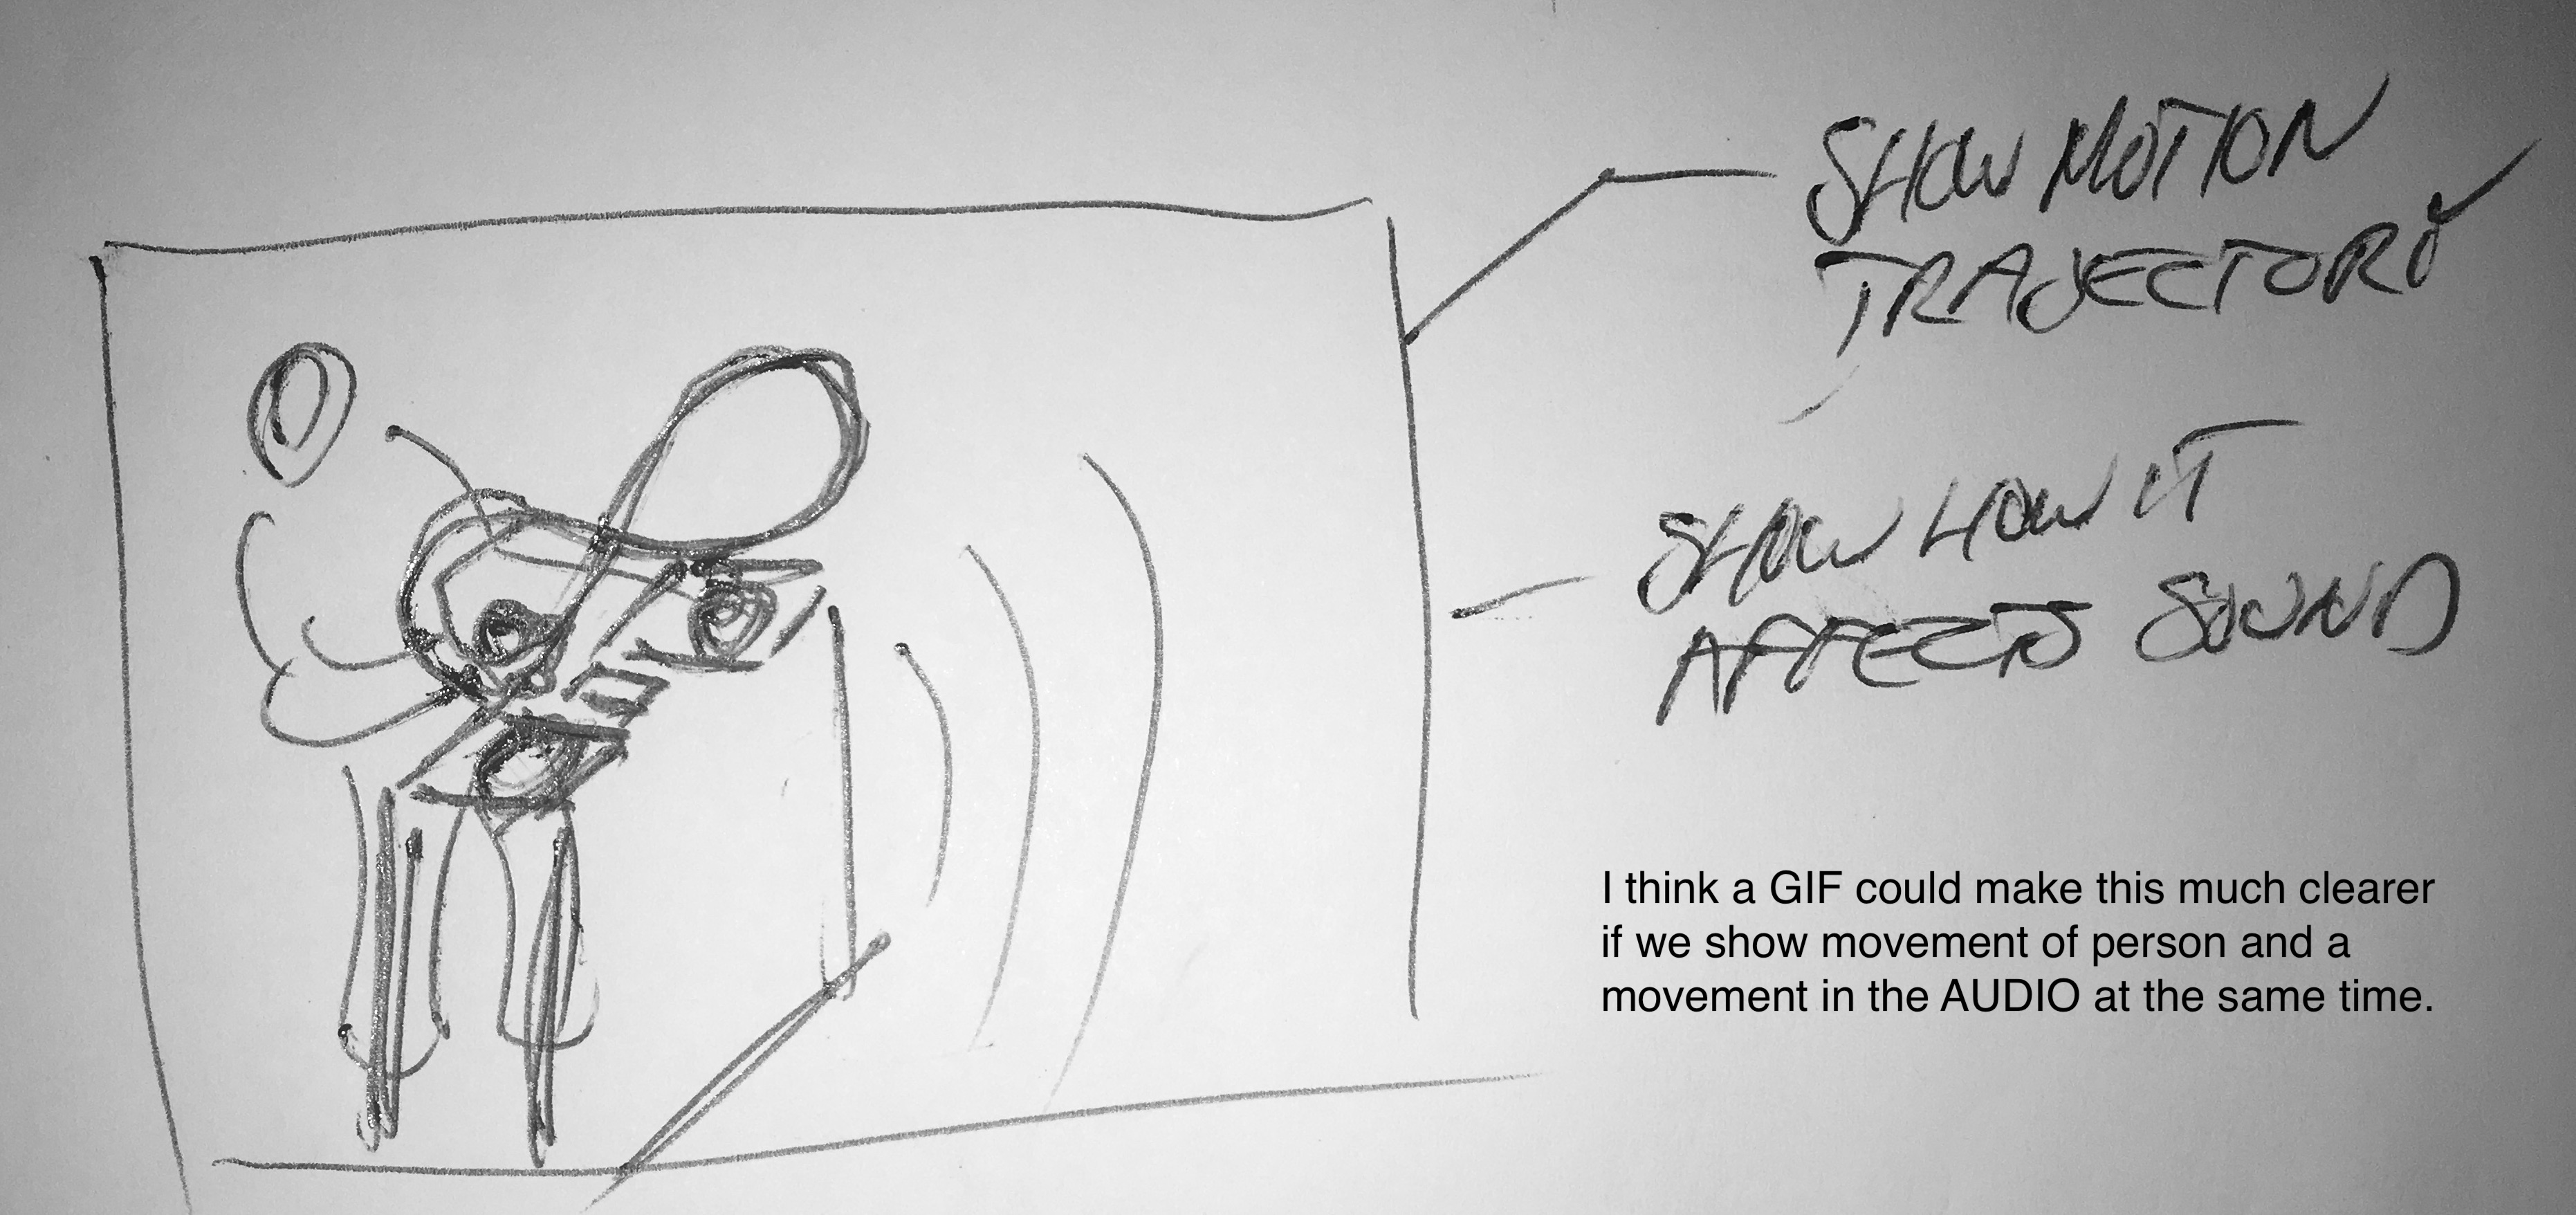 SHOW MOTION
TRAJECTORY
SHOW HOW IT
AFFECTS SOUND
I think a GIF could make this much clearer
if we show movement of person and a
movement in the AUDIO at the same time.